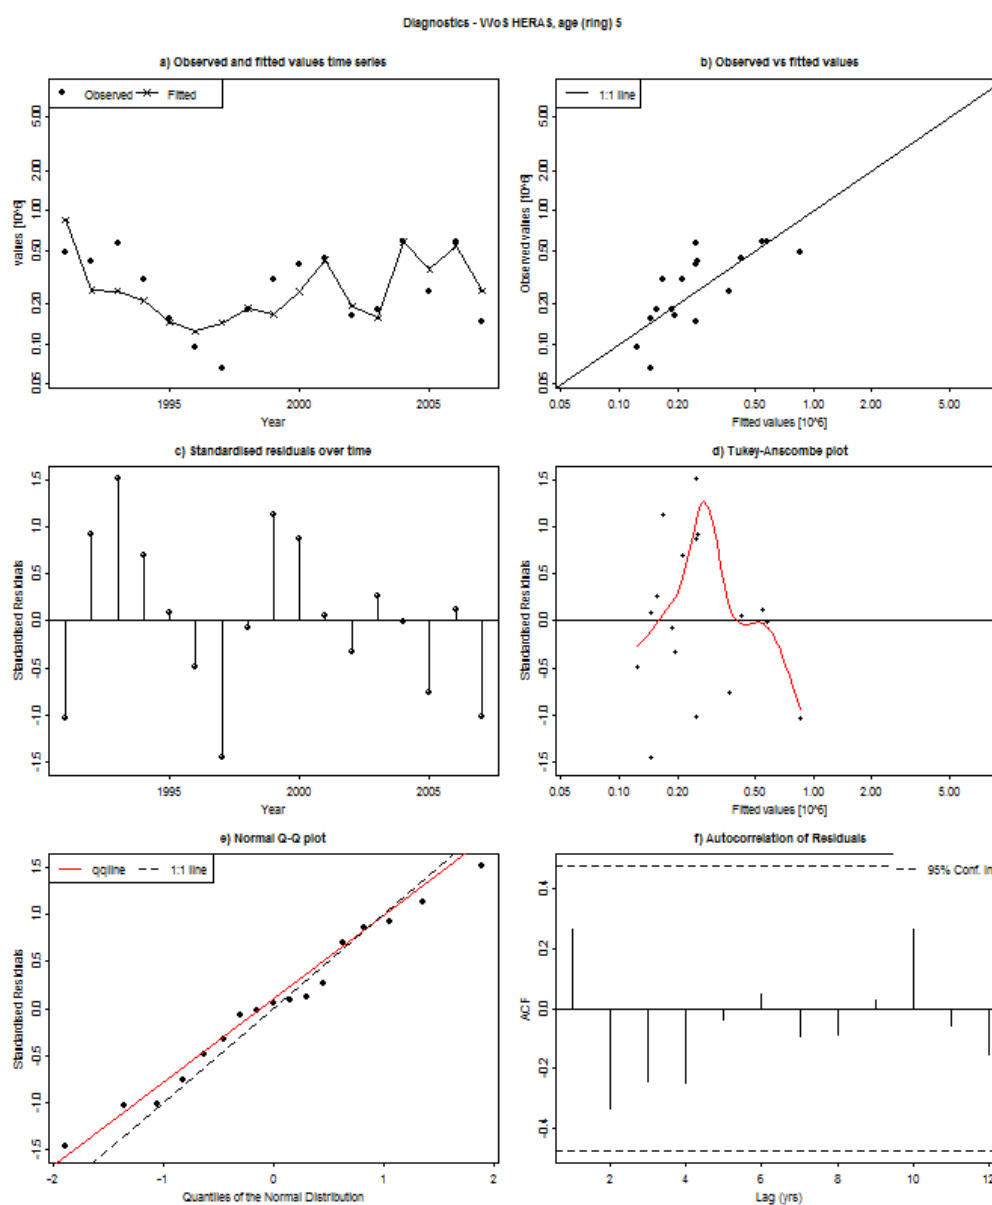 Diagnostics - WoS HERAS, age (ring) 5
a) Observed and fitted values time series
Observed Fitted
values [10^6]
0.05 0.10 0.20 0.50 1.00 2.00 5.00
1995 2000 2005
Year
b) Observed vs fitted values
1:1 line
Observed values [10^6]
0.05 0.10 0.20 0.50 1.00 2.00 5.00
0.05 0.10 0.20 0.50 1.00 2.00 5.00
Fitted values [10^6]
c) Standardised residuals over time
Standardised Residuals
-1.5 -1.0 -0.5 0.0 0.5 1.0 1.5
1995 2000 2005
Year
d) Tukey-Anscombe plot
Standardised Residuals
-1.5 -1.0 -0.5 0.0 0.5 1.0 1.5
0.05 0.10 0.20 0.50 1.00 2.00 5.00
Fitted values [10^6]
e) Normal Q-Q plot
qqline 1:1 line
Standardised Residuals
-1.5 -1.0 -0.5 0.0 0.5 1.0 1.5
-2 -1 0 1 2
Quantiles of the Normal Distribution
f) Autocorrelation of Residuals
95% Conf. In
ACF
-0.4 -0.2 0.0 0.2 0.4
2 4 6 8 10 12
Lag (yrs)